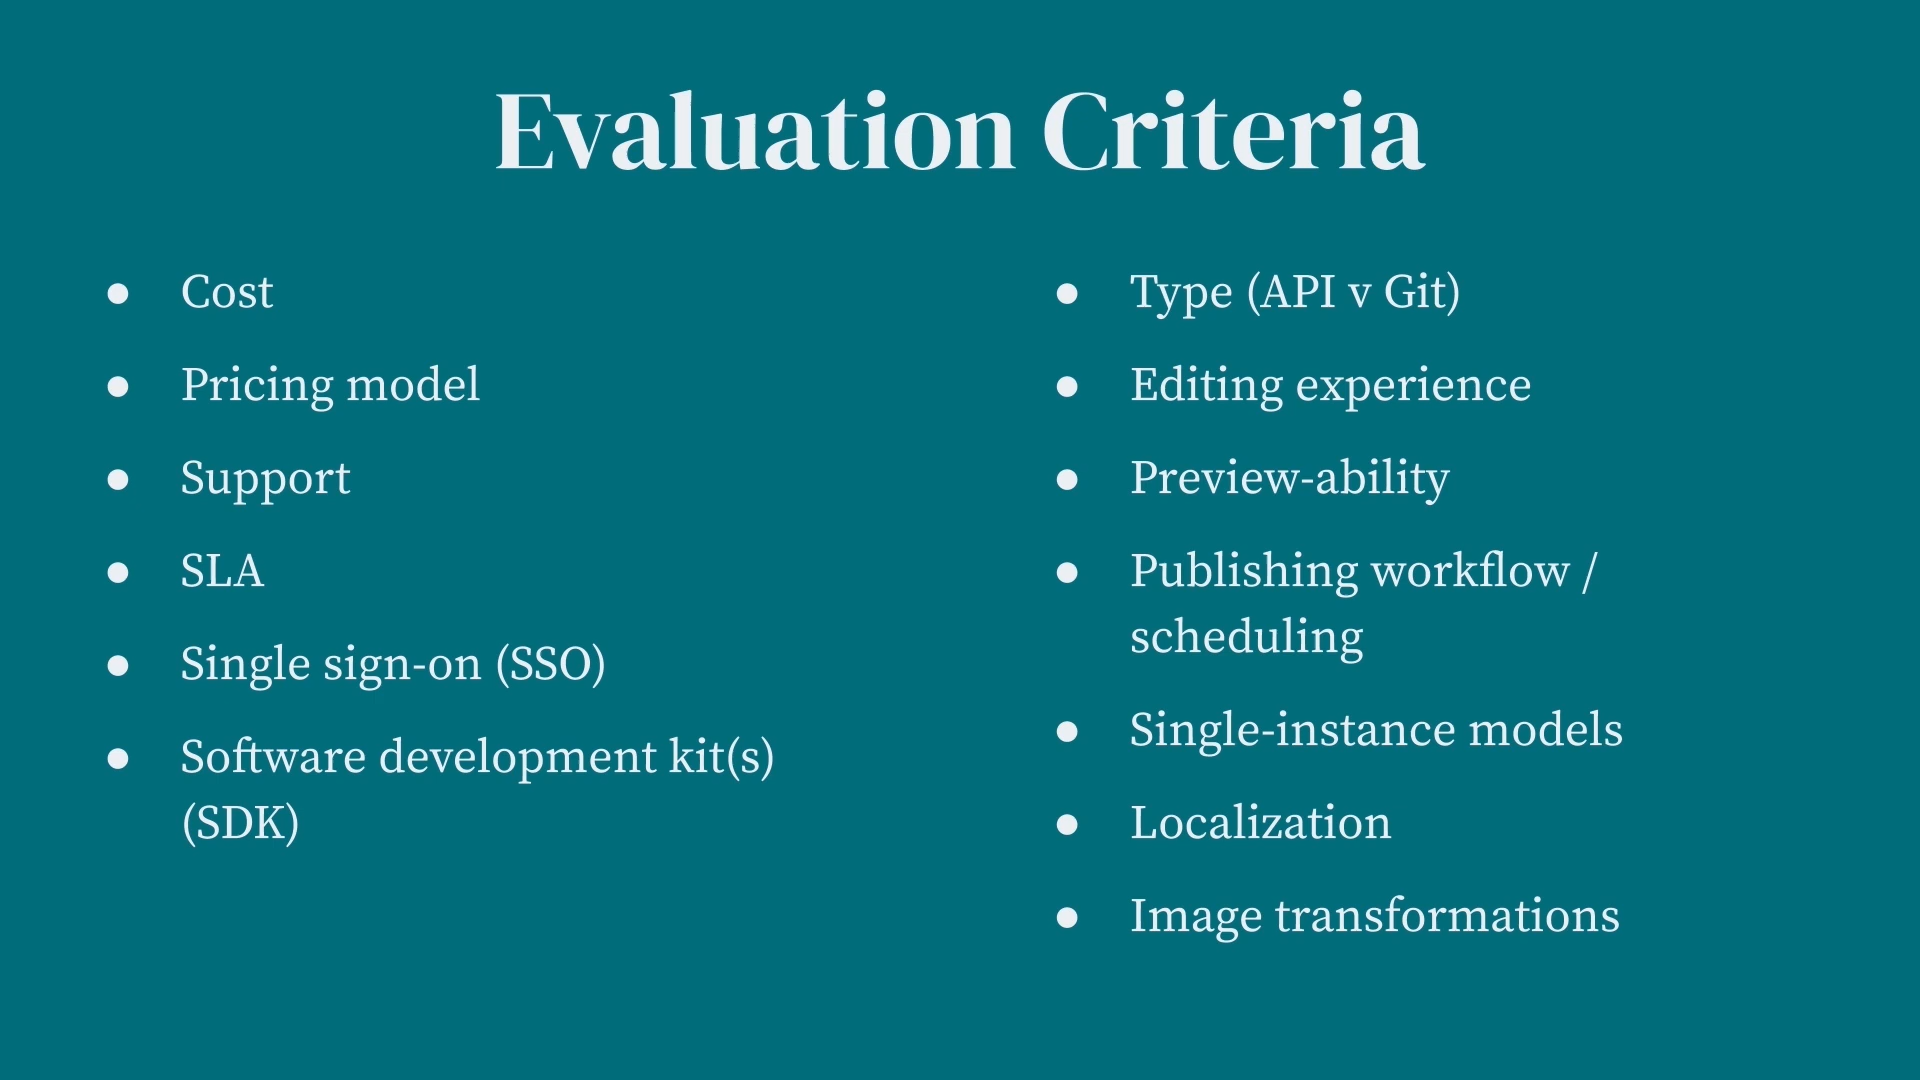 Evaluation Criteria
● Cost
● Pricing model
● Support
● SLA
● Single sign-on (SSO)
● Software development kit(s)
(SDK)
● Type (API v Git)
● Editing experience
● Preview-ability
● Publishing workflow /
scheduling
● Single-instance models
● Localization
● Image transformations